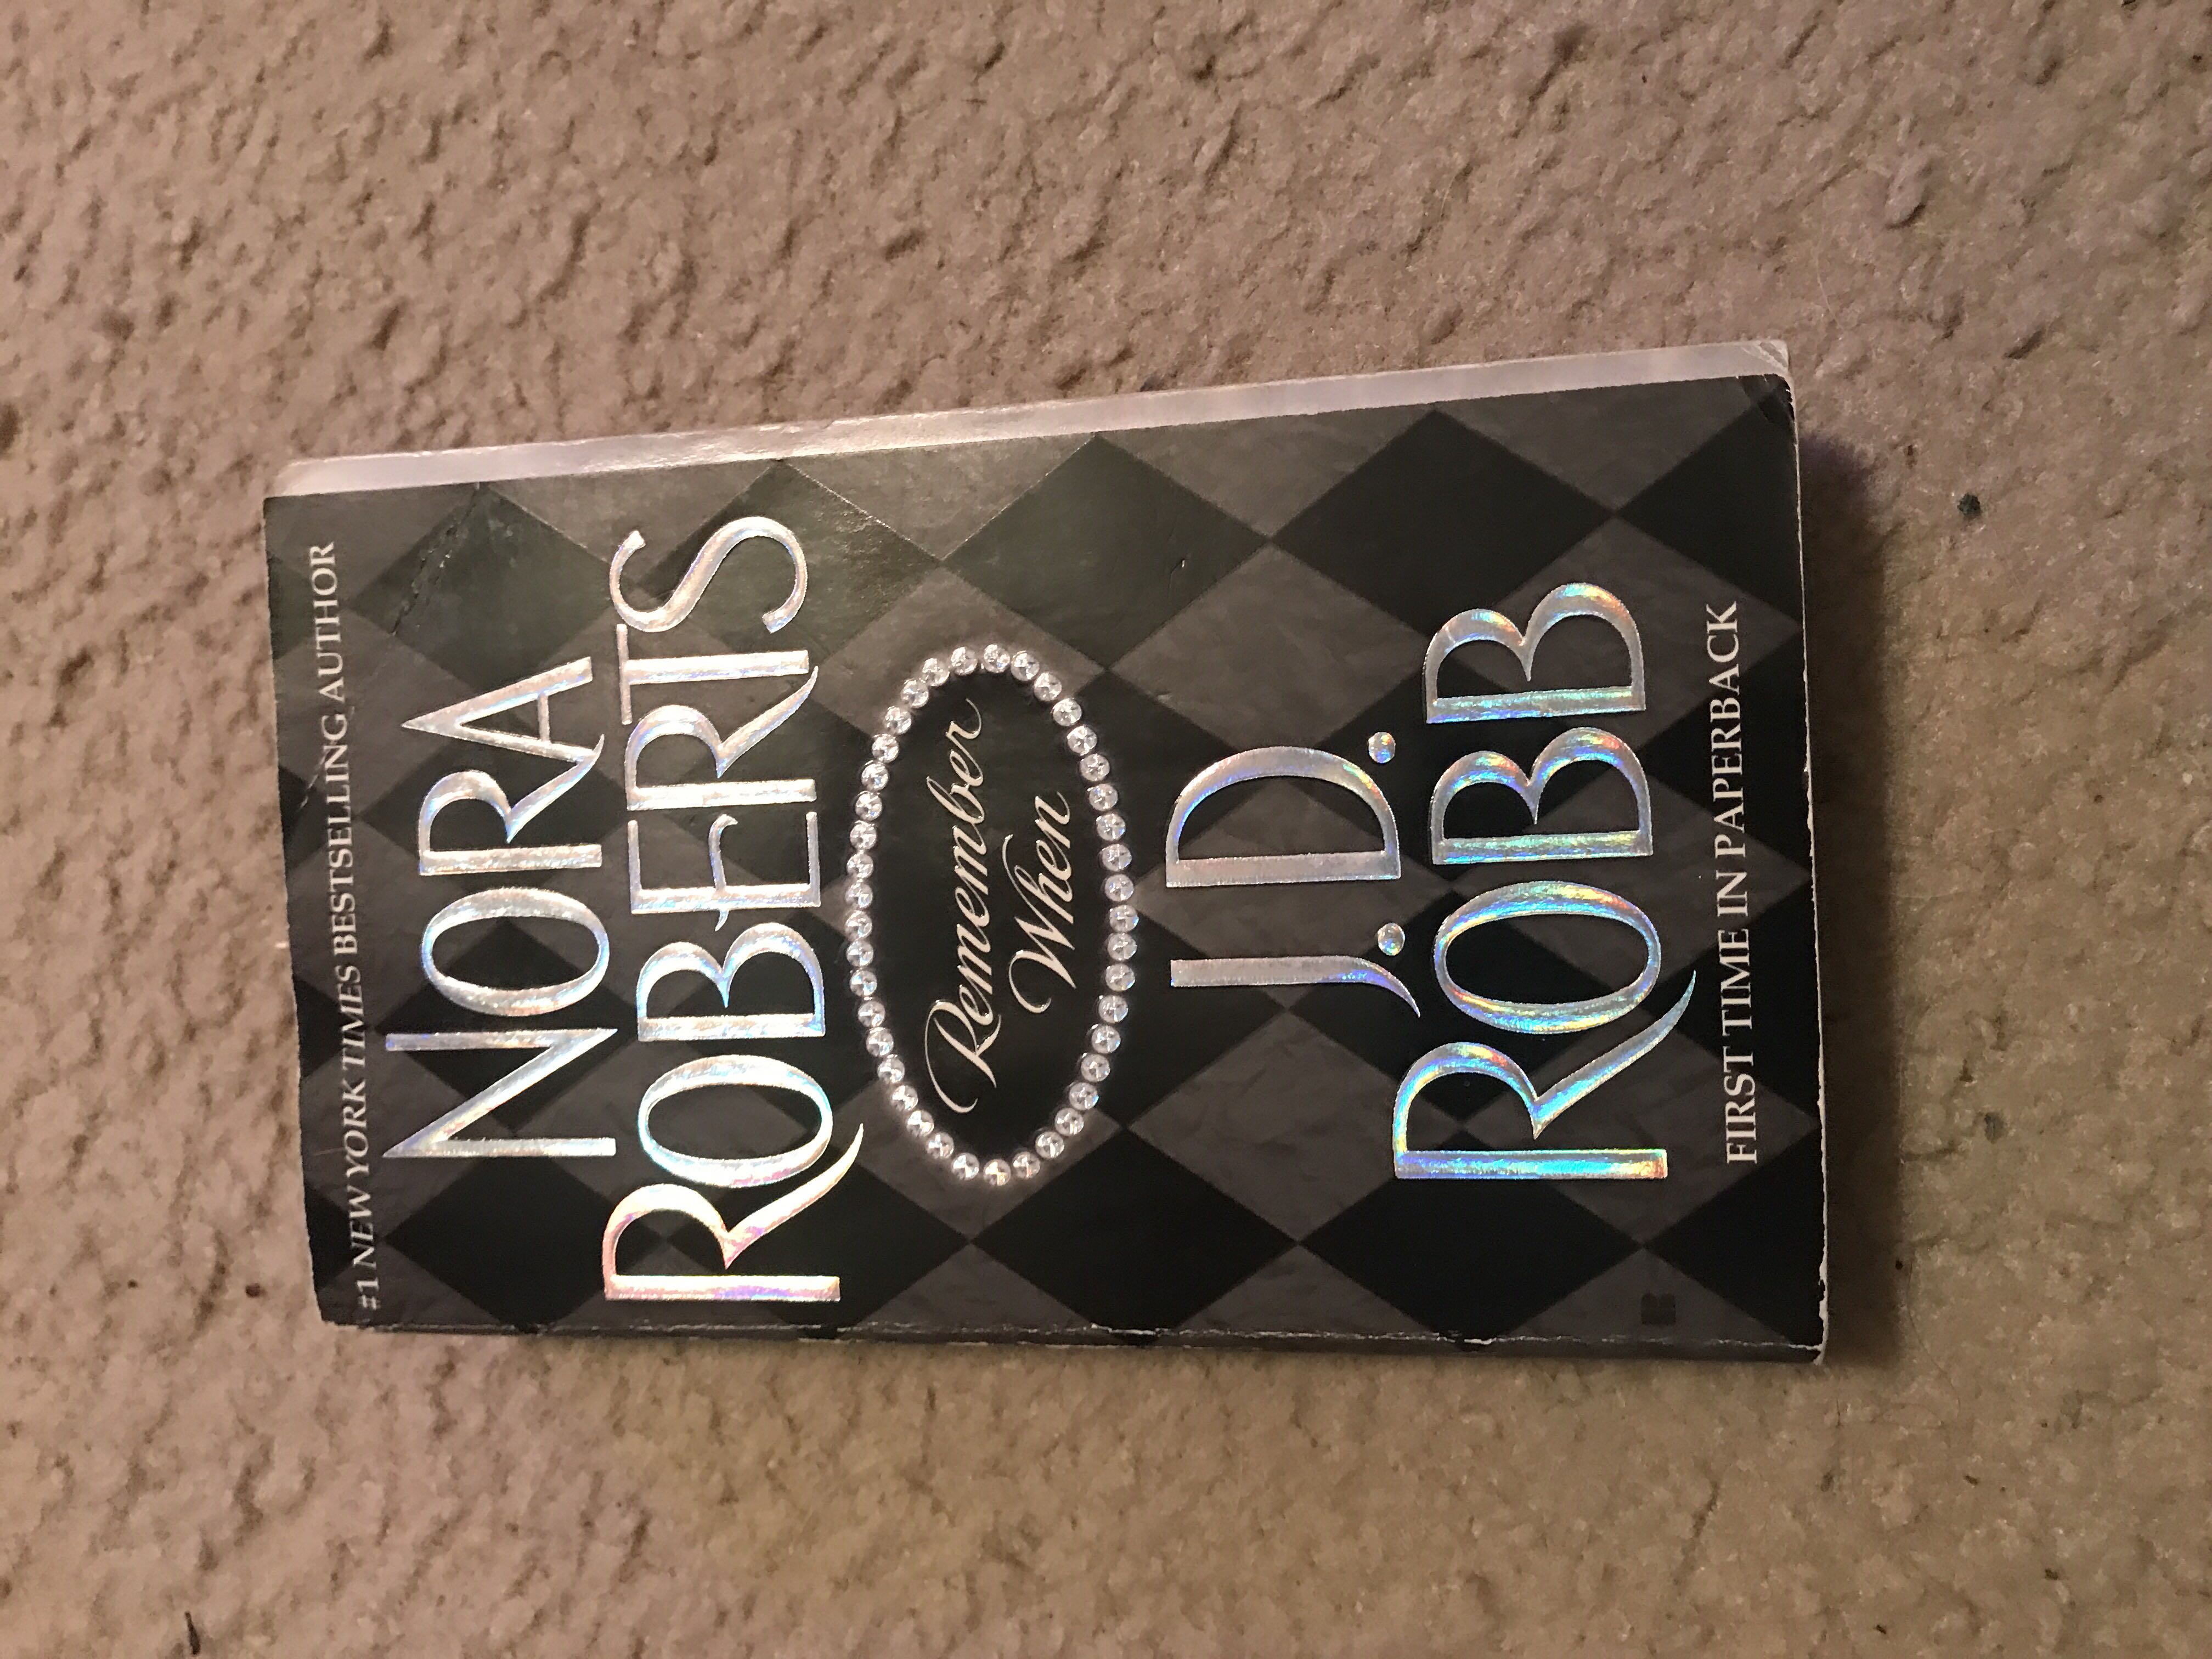 #1 NEW YORK TIMES BESTSELLING AUTHOR
NORA
ROBERTS
Remember
When
J.D.
ROBB
FIRST TIME IN PAPERBACK